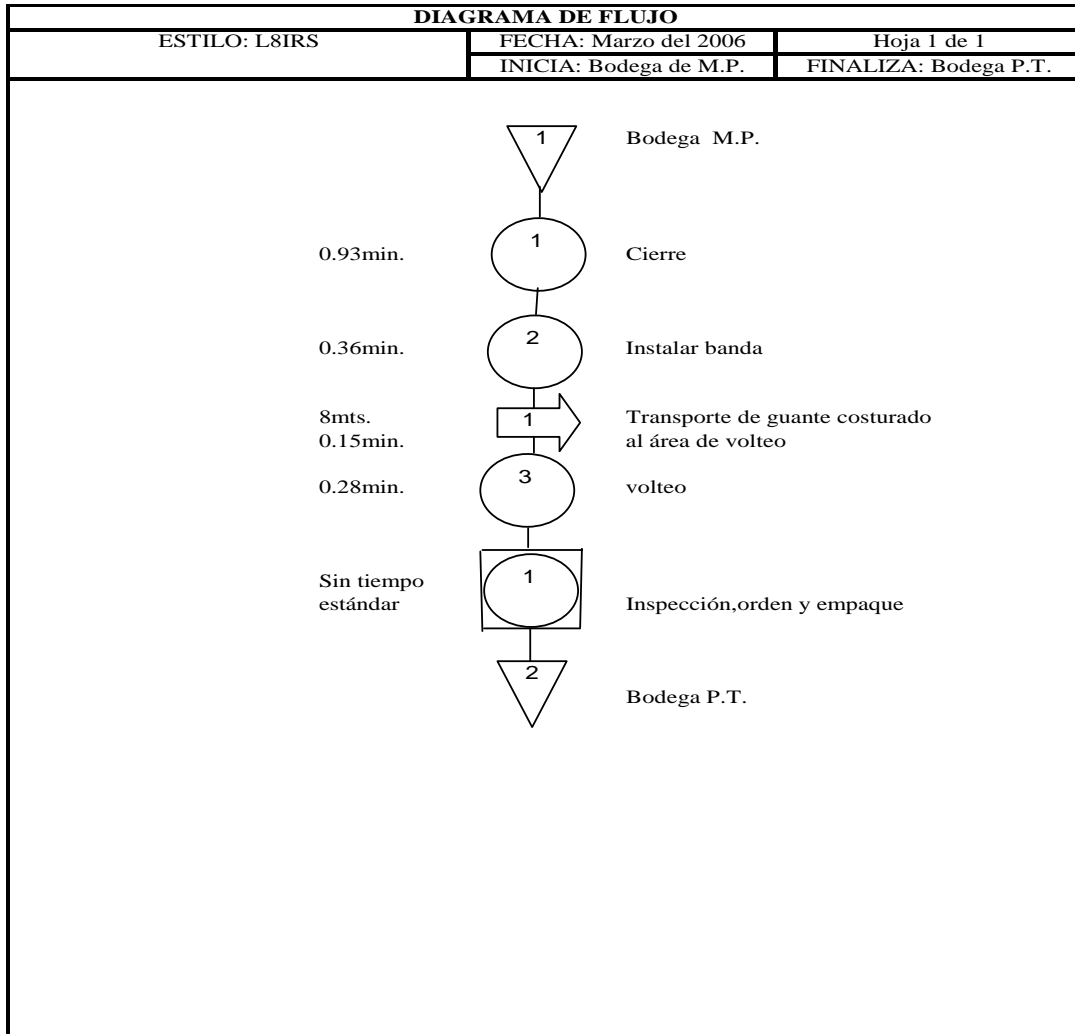 DIAGRAMA DE FLUJO
ESTILO: L8IRS
FECHA: Marzo del 2006
Hoja 1 de 1
INICIA: Bodega de M.P.
FINALIZA: Bodega P.T.
1
Bodega M.P.
0.93min.
1
Cierre
0.36min.
2
Instalar banda
8mts.
0.15min.
1
Transporte de guante costurado
al área de volteo
0.28min.
3
volteo
Sin tiempo
estándar
1
Inspección,orden y empaque
2
Bodega P.T.